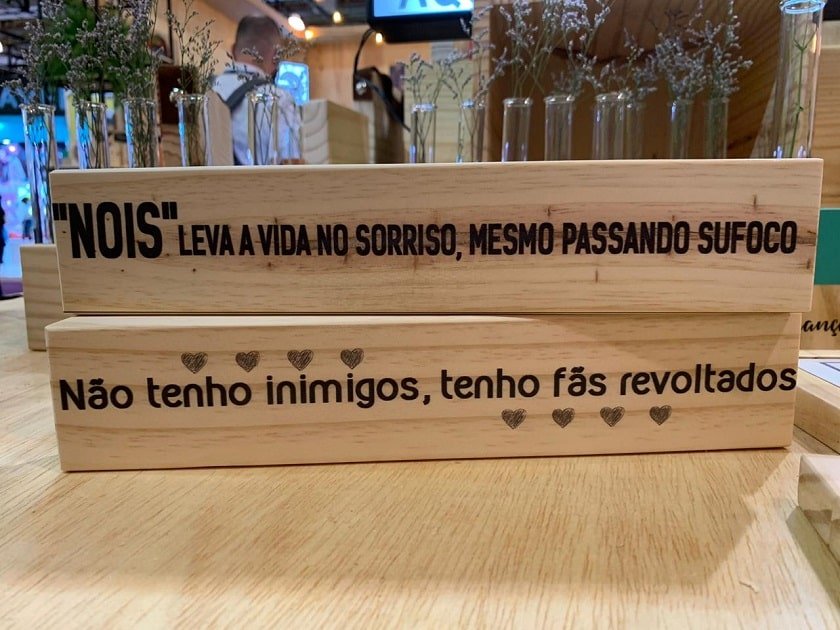 "NOIS" LEVA A VIDA NO SORRISO, MESMO PASSANDO SUFOCO
Não tenho inimigos, tenho fãs revoltados